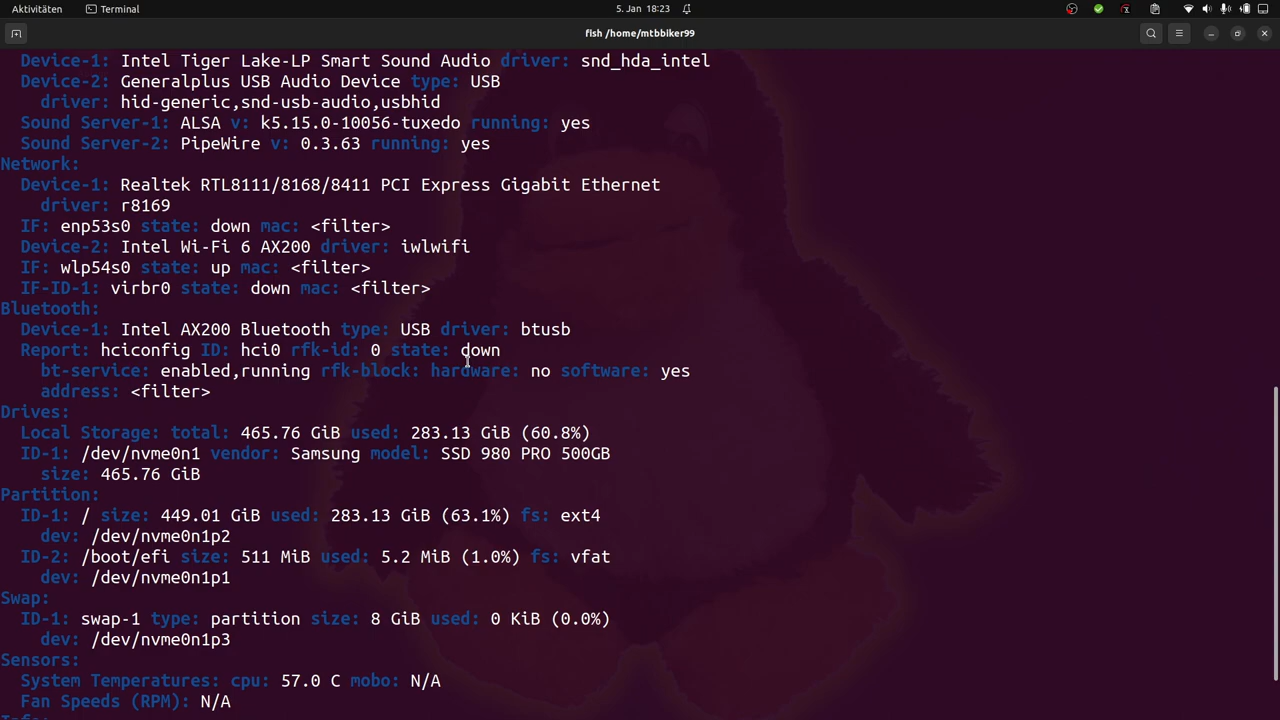 Aktivitäten Terminal 5. Jan 18:23
fish /home/mtbbiker99
Device-1: Intel Tiger Lake-LP Smart Sound Audio driver: snd_hda_intel
Device-2: Generalplus USB Audio Device type: USB
driver: hid-generic,snd-usb-audio,usbhid
Sound Server-1: ALSA v: k5.15.0-10056-tuxedo running: yes
Sound Server-2: PipeWire v: 0.3.63 running: yes
Network:
Device-1: Realtek RTL8111/8168/8411 PCI Express Gigabit Ethernet
driver: r8169
IF: enp53s0 state: down mac: <filter>
Device-2: Intel Wi-Fi 6 AX200 driver: iwlwifi
IF: wlp54s0 state: up mac: <filter>
IF-ID-1: virbr0 state: down mac: <filter>
Bluetooth:
Device-1: Intel AX200 Bluetooth type: USB driver: btusb
Report: hciconfig ID: hci0 rfk-id: 0 state: down
bt-service: enabled,running rfk-block: hardware: no software: yes
address: <filter>
Drives:
Local Storage: total: 465.76 GiB used: 283.13 GiB (60.8%)
ID-1: /dev/nvme0n1 vendor: Samsung model: SSD 980 PRO 500GB
size: 465.76 GiB
Partition:
ID-1: / size: 449.01 GiB used: 283.13 GiB (63.1%) fs: ext4
dev: /dev/nvme0n1p2
ID-2: /boot/efi size: 511 MiB used: 5.2 MiB (1.0%) fs: vfat
dev: /dev/nvme0n1p1
Swap:
ID-1: swap-1 type: partition size: 8 GiB used: 0 KiB (0.0%)
dev: /dev/nvme0n1p3
Sensors:
System Temperatures: cpu: 57.0 C mobo: N/A
Fan Speeds (RPM): N/A